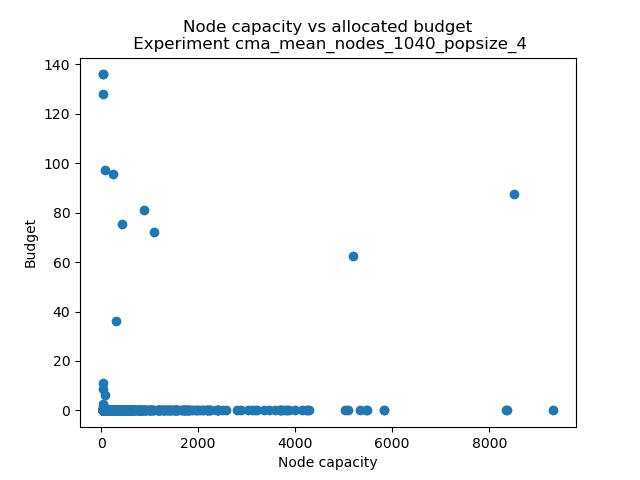 Node capacity vs allocated budget
Experiment cma_mean_nodes_1040_popsize_4
140
120
100
80
60
40
20
0
Budget
0 2000 4000 6000 8000
Node capacity